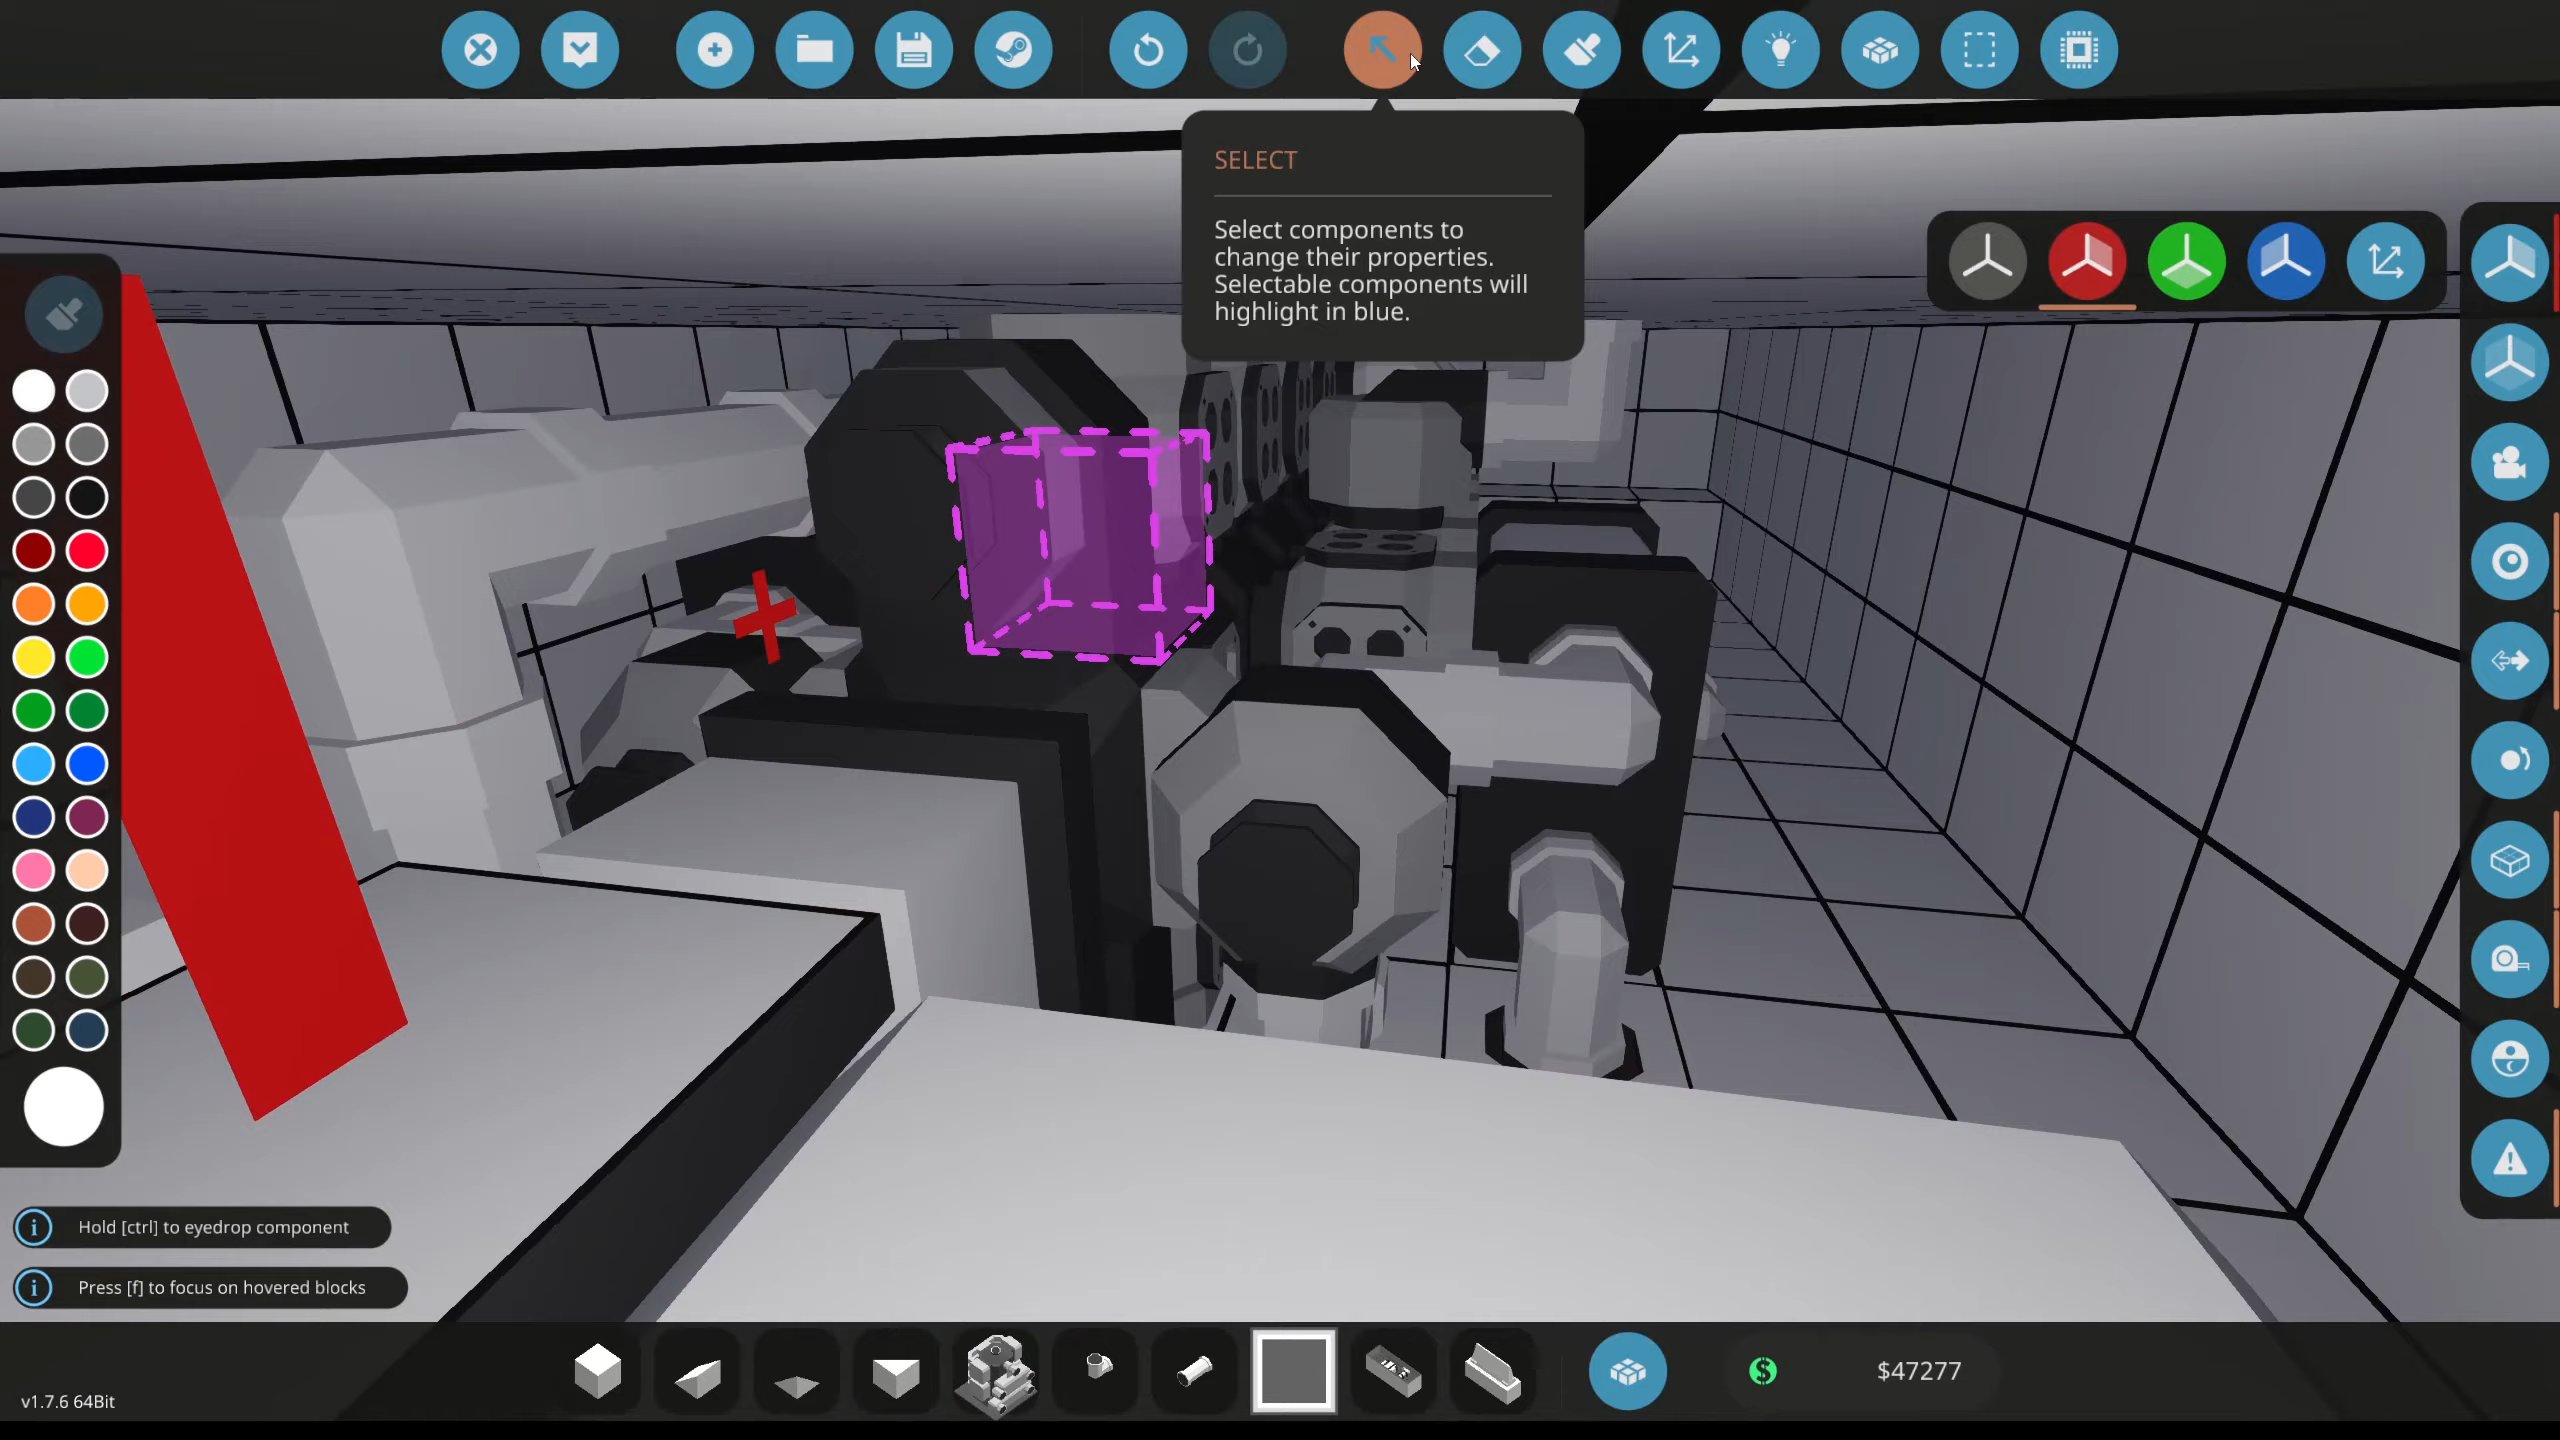 SELECT
Select components to
change their properties.
Selectable components will
highlight in blue.
Hold [ctrl] to eyedrop component
Press [f] to focus on hovered blocks
$47277
v1.7.6 64Bit